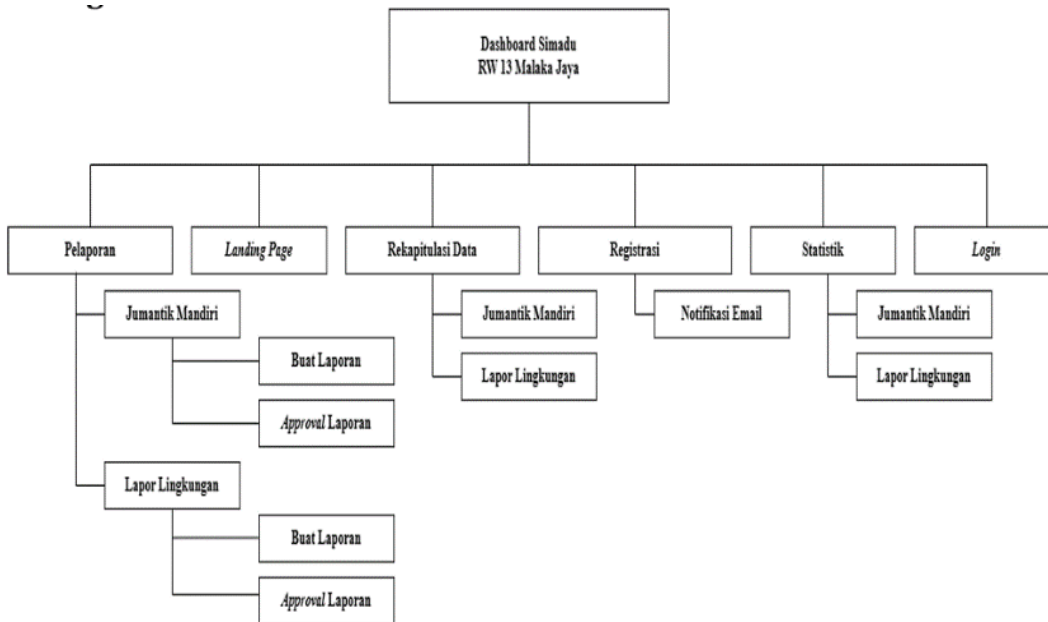 Dashboard Simadu
RW 13 Malaka Jaya
Pelaporan
Landing Page
Rekapitulasi Data
Registrasi
Statistik
Login
Jumantik Mandiri
Buat Laporan
Approval Laporan
Lapor Lingkungan
Buat Laporan
Approval Laporan
Jumantik Mandiri
Lapor Lingkungan
Notifikasi Email
Jumantik Mandiri
Lapor Lingkungan